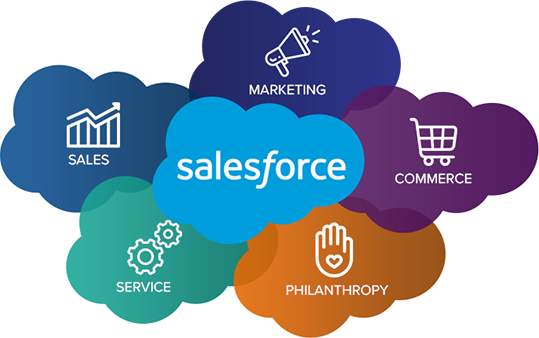 MARKETING
SALES
salesforce
COMMERCE
SERVICE
PHILANTHROPY